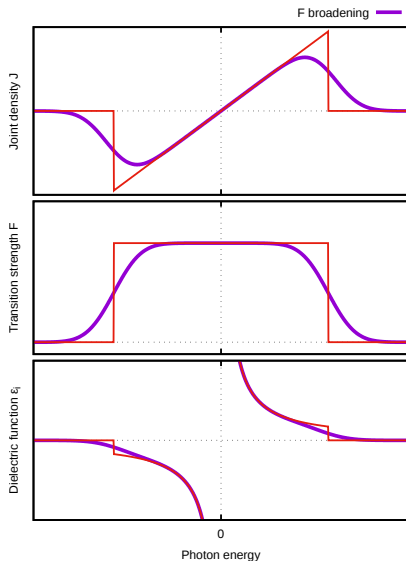 F broadening
Joint density J
Transition strength F
Dielectric function εi
0
Photon energy